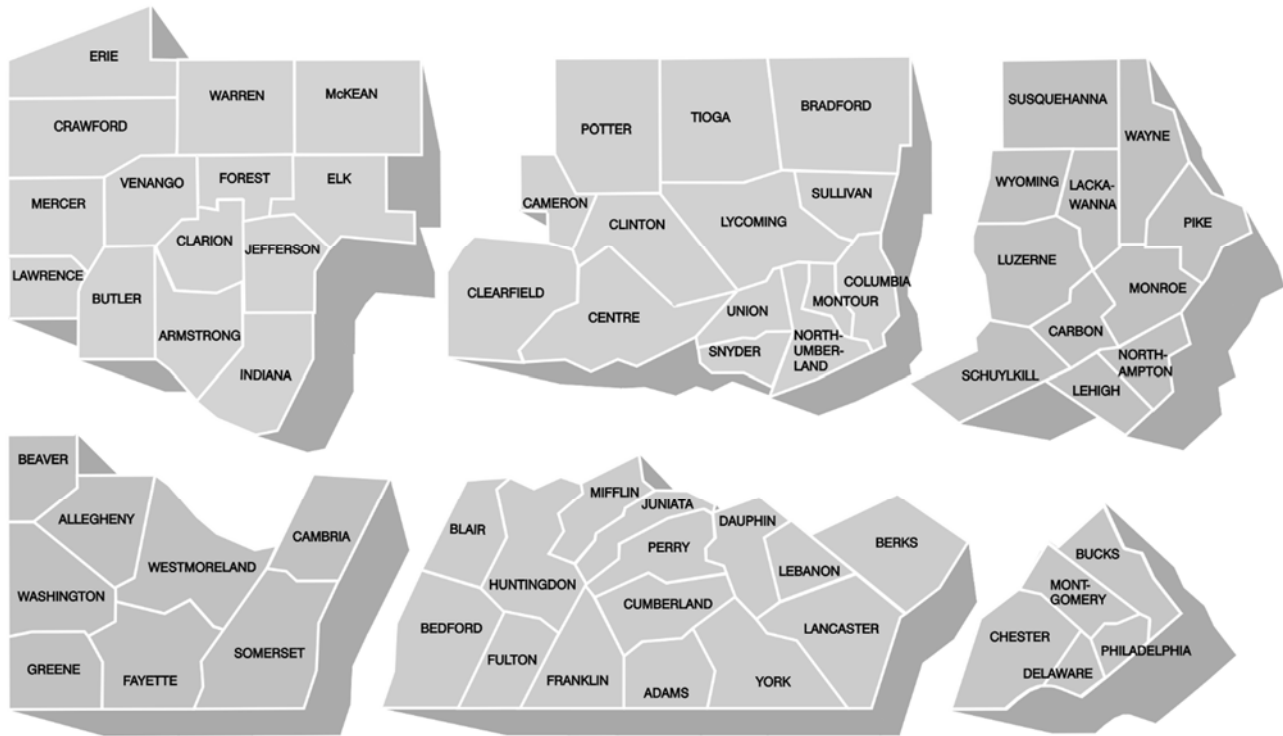 ERIE
WARREN
McKEAN
CRAWFORD
VENANGO
FOREST
ELK
MERCER
CLARION
JEFFERSON
LAWRENCE
BUTLER
ARMSTRONG
INDIANA
POTTER
TIOGA
BRADFORD
CAMERON
CLINTON
LYCOMING
SULLIVAN
CLEARFIELD
CENTRE
UNION
MONTOUR
COLUMBIA
SNYDER
NORTH-
UMBER-
LAND
SUSQUEHANNA
WAYNE
WYOMING
LACKA-
WANNA
PIKE
LUZERNE
MONROE
CARBON
SCHUYLKILL
NORTH-
AMPTON
LEHIGH
BEAVER
ALLEGHENY
CAMBRIA
WESTMORELAND
WASHINGTON
GREENE
FAYETTE
SOMERSET
MIFFLIN
JUNIATA
BLAIR
DAUPHIN
PERRY
LEBANON
BERKS
HUNTINGDON
CUMBERLAND
BEDFORD
LANCASTER
FULTON
FRANKLIN
ADAMS
YORK
BUCKS
MONT-
GOMERY
CHESTER
PHILADELPHIA
DELAWARE